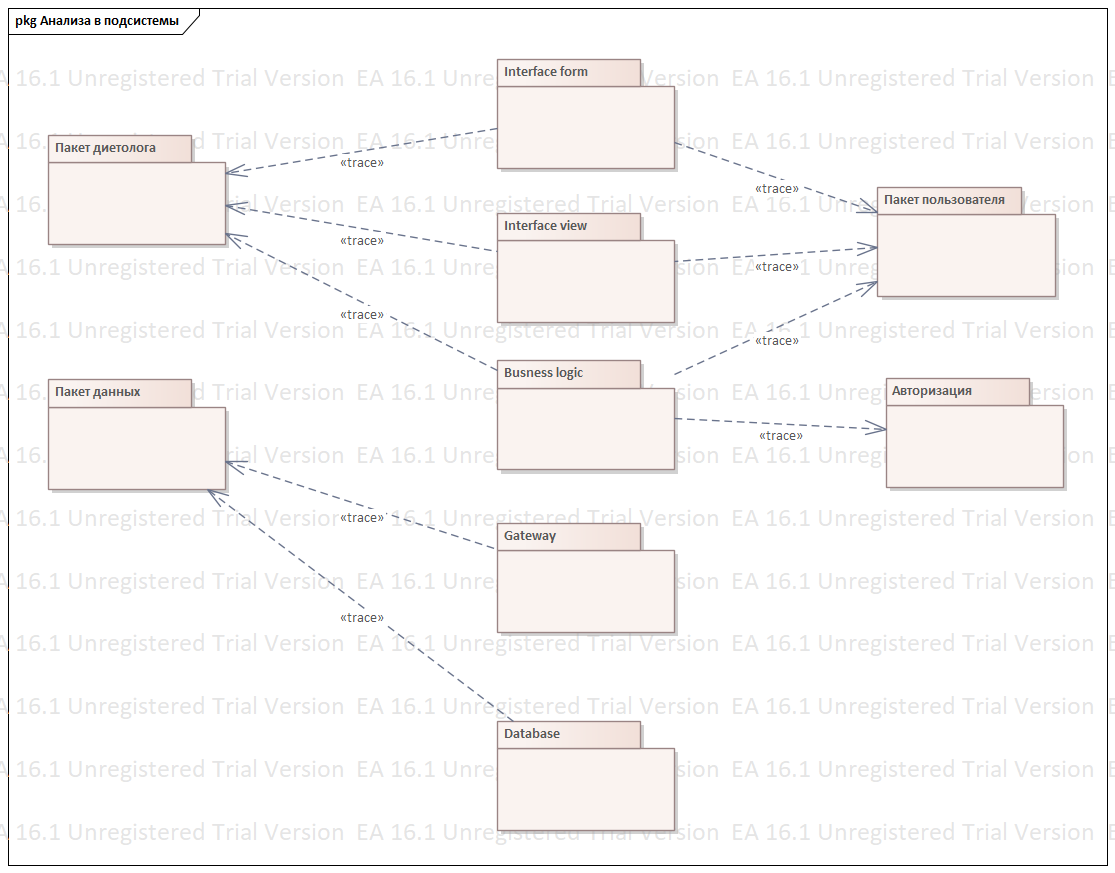 pkg Анализа в подсистемы
Interface form
EA 16.1 Unregistered Trial Version
Пакет диетолога
«trace»
«trace»
Пакет пользователя
Interface view
«trace»
«trace»
«trace»
«trace»
Busness logic
Пакет данных
Авторизация
«trace»
«trace»
Gateway
«trace»
Database